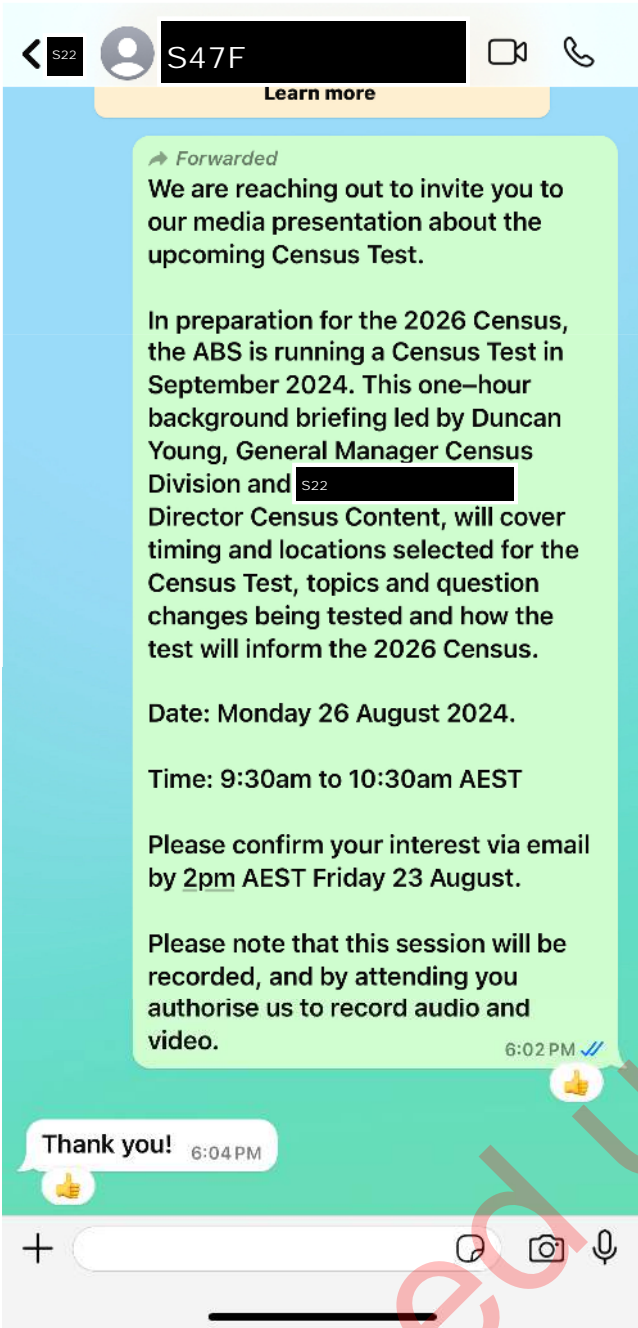 S22
S47F
Learn more
Forwarded
We are reaching out to invite you to
our media presentation about the
upcoming Census Test.
In preparation for the 2026 Census,
the ABS is running a Census Test in
September 2024. This one–hour
background briefing led by Duncan
Young, General Manager Census
Division and S22
Director Census Content, will cover
timing and locations selected for the
Census Test, topics and question
changes being tested and how the
test will inform the 2026 Census.
Date: Monday 26 August 2024.
Time: 9:30am to 10:30am AEST
Please confirm your interest via email
by 2pm AEST Friday 23 August.
Please note that this session will be
recorded, and by attending you
authorise us to record audio and
video.
6:02 PM
Thank you! 6:04 PM
ed u